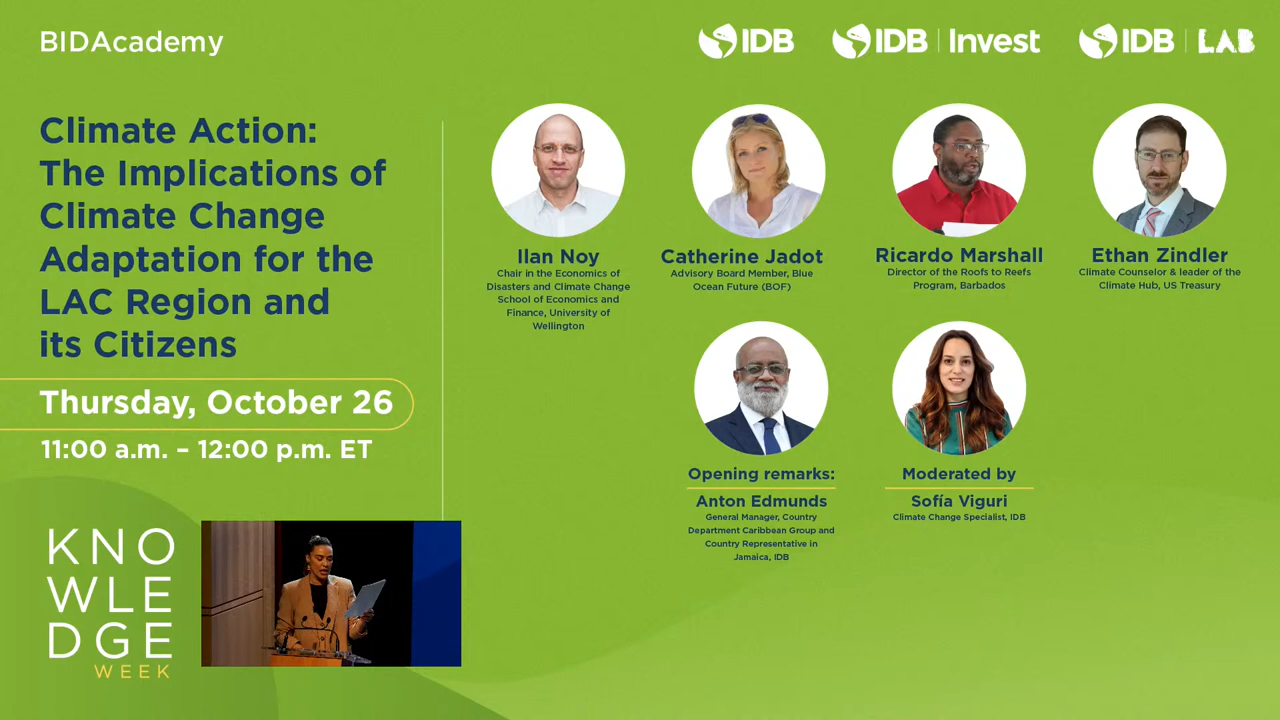 BIDAcademy
IDB
IDB | Invest
IDB | LAB
Climate Action:
The Implications of
Climate Change
Adaptation for the
LAC Region and
its Citizens
Thursday, October 26
11:00 a.m. – 12:00 p.m. ET
KNO
WLE
DGE
WEEK
Ilan Noy
Chair in the Economics of
Disasters and Climate Change
School of Economics and
Finance, University of
Wellington
Catherine Jadot
Advisory Board Member, Blue
Ocean Future (BOF)
Ricardo Marshall
Director of the Roofs to Reefs
Program, Barbados
Ethan Zindler
Climate Counselor & leader of the
Climate Hub, US Treasury
Opening remarks:
Anton Edmunds
General Manager, Country
Department Caribbean Group and
Country Representative in
Jamaica, IDB
Moderated by
Sofía Viguri
Climate Change Specialist, IDB